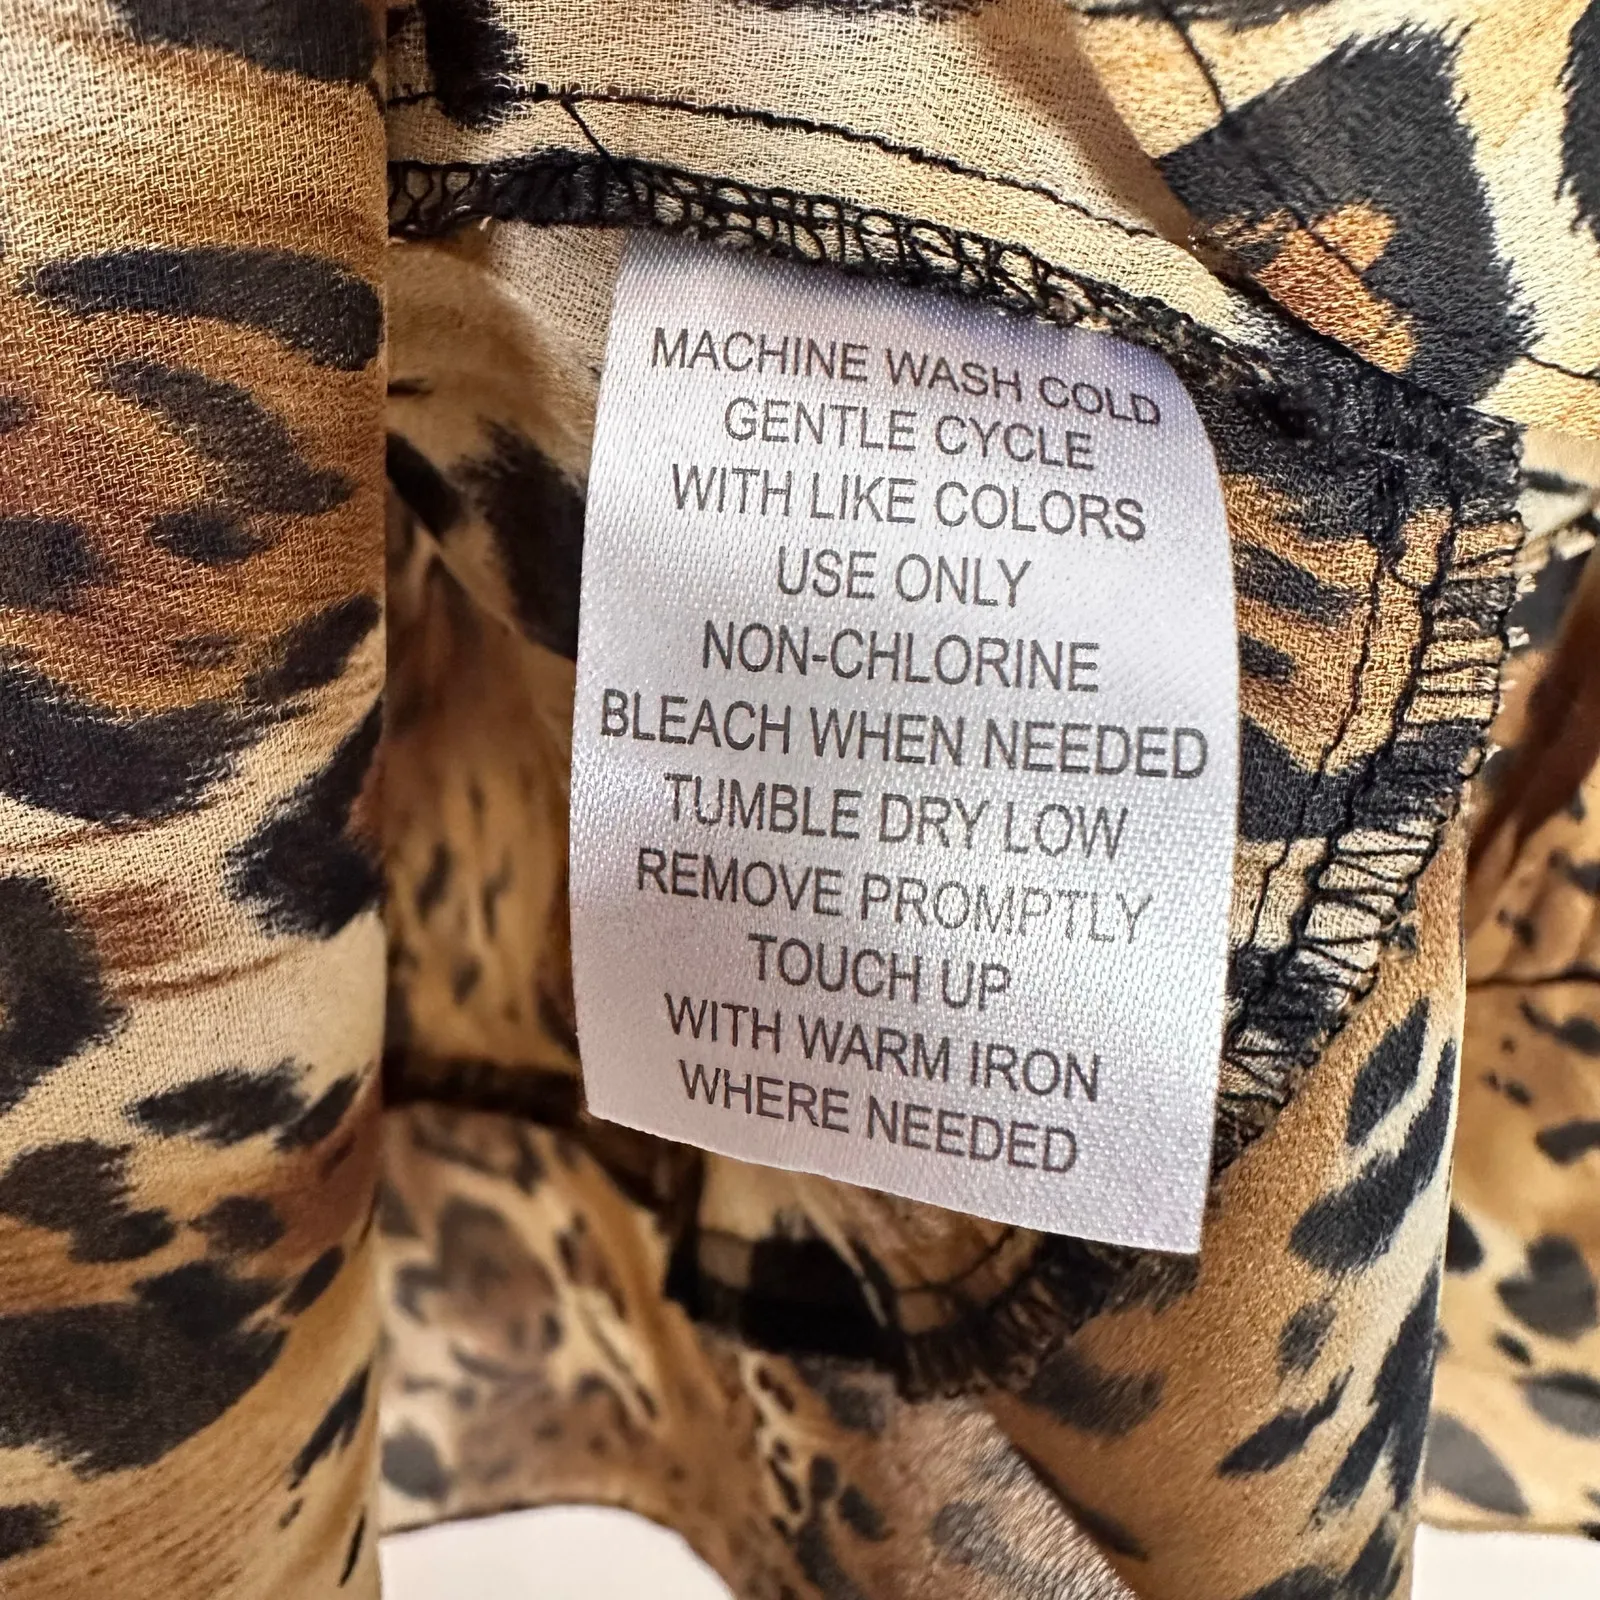 MACHINE WASH COLD
GENTLE CYCLE
WITH LIKE COLORS
USE ONLY
NON-CHLORINE
BLEACH WHEN NEEDED
TUMBLE DRY LOW
REMOVE PROMPTLY
TOUCH UP
WITH WARM IRON
WHERE NEEDED